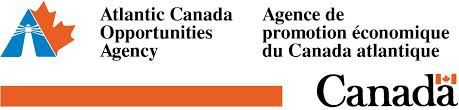 Atlantic Canada
Opportunities
Agency
Agence de
promotion économique
du Canada atlantique
Canada